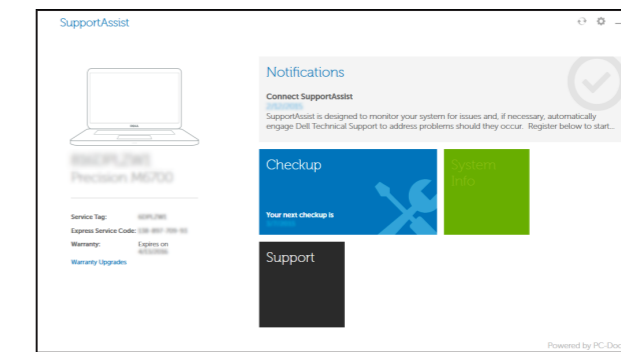 SupportAssist
Precision M6700
Service Tag:
Express Service Code:
Warranty: Expires on
Warranty Upgrades
Notifications
Connect SupportAssist
SupportAssist is designed to monitor your system for issues and, if necessary, automatically
engage Dell Technical Support to address problems should they occur. Register below to start...
Checkup
Your next checkup is
System
Info
Support
Powered by PC-Doc